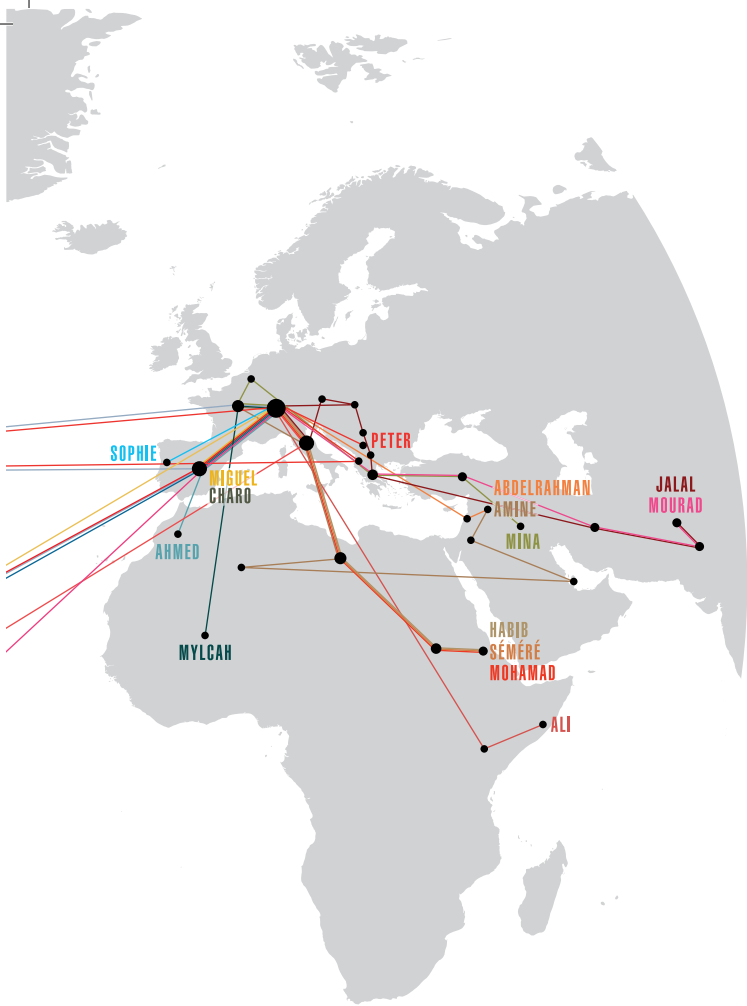 PETER
SOPHIE
MIGUEL
CHARO
ABDELRAHMAN
AMINE
JALAL
MOURAD
MINA
AHMED
MYLCAH
HABIB
SÉMÉRÉ
MOHAMAD
ALI